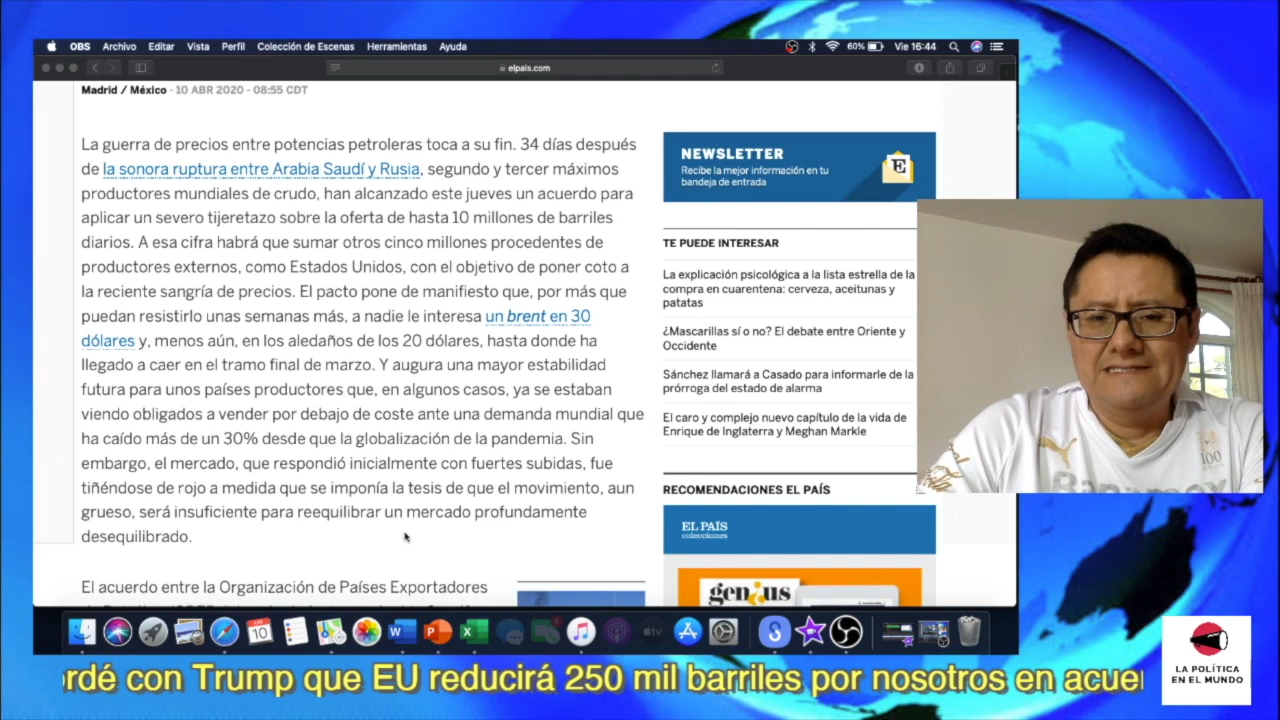 OBS Archivo Editar Vista Perfil Colección de Escenas Herramientas Ayuda
60% Vie 16:44
elpais.com
Madrid / México - 10 ABR 2020 - 08:55 CDT
La guerra de precios entre potencias petroleras toca a su fin. 34 días después
de la sonora ruptura entre Arabia Saudí y Rusia, segundo y tercer máximos
productores mundiales de crudo, han alcanzado este jueves un acuerdo para
aplicar un severo tijeretazo sobre la oferta de hasta 10 millones de barriles
diarios. A esa cifra habrá que sumar otros cinco millones procedentes de
productores externos, como Estados Unidos, con el objetivo de poner coto a
la reciente sangría de precios. El pacto pone de manifiesto que, por más que
puedan resistirlo unas semanas más, a nadie le interesa un brent en 30
dólares y, menos aún, en los aledaños de los 20 dólares, hasta donde ha
llegado a caer en el tramo final de marzo. Y augura una mayor estabilidad
futura para unos países productores que, en algunos casos, ya se estaban
viendo obligados a vender por debajo de coste ante una demanda mundial que
ha caído más de un 30% desde que la globalización de la pandemia. Sin
embargo, el mercado, que respondió inicialmente con fuertes subidas, fue
tiñéndose de rojo a medida que se imponía la tesis de que el movimiento, aun
grueso, será insuficiente para reequilibrar un mercado profundamente
desequilibrado.
El acuerdo entre la Organización de Países Exportadores
NEWSLETTER
Recibe la mejor información en tu
bandeja de entrada
E
TE PUEDE INTERESAR
La explicación psicológica a la lista estrella de la
compra en cuarentena: cerveza, aceitunas y
patatas
¿Mascarillas sí o no? El debate entre Oriente y
Occidente
Sánchez llamará a Casado para informarle de la
prórroga del estado de alarma
El caro y complejo nuevo capítulo de la vida de
Enrique de Inglaterra y Meghan Markle
RECOMENDACIONES EL PAÍS
EL PAÍS
colecciones
genius
100
10
tv
rdé con Trump que EU reducirá 250 mil barriles por nosotros en acue
LA POLÍTICA
EN EL MUNDO